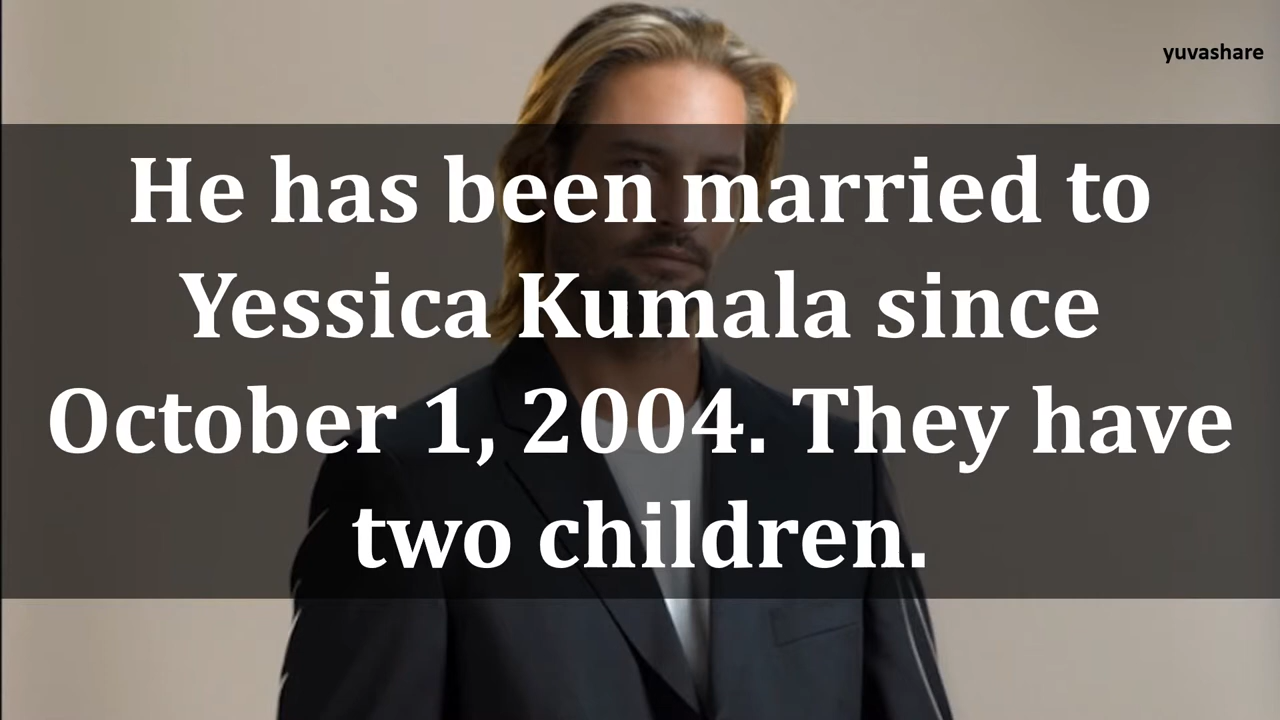 yuvashare
He has been married to
Yessica Kumala since
October 1, 2004. They have
two children.